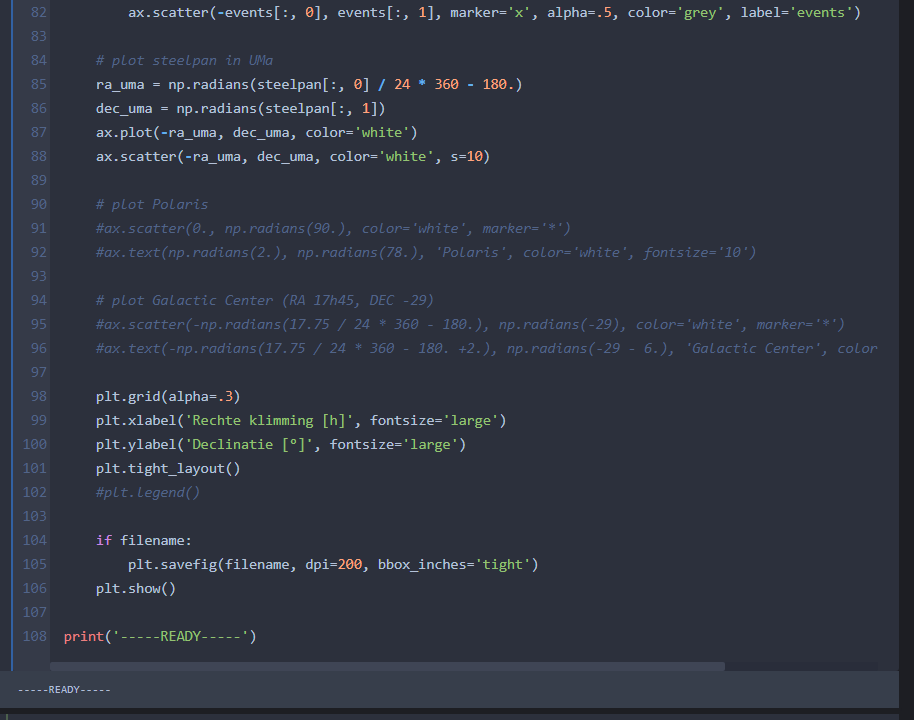 82 ax.scatter(-events[:, 0], events[:, 1], marker='x', alpha=.5, color='grey', label='events')
83
84 # plot steelpan in UMa
85 ra_uma = np.radians(steelpan[:, 0] / 24 * 360 - 180.)
86 dec_uma = np.radians(steelpan[:, 1])
87 ax.plot(-ra_uma, dec_uma, color='white')
88 ax.scatter(-ra_uma, dec_uma, color='white', s=10)
89
90 # plot Polaris
91 #ax.scatter(0., np.radians(90.), color='white', marker='*')
92 #ax.text(np.radians(2.), np.radians(78.), 'Polaris', color='white', fontsize='10')
93
94 # plot Galactic Center (RA 17h45, DEC -29)
95 #ax.scatter(-np.radians(17.75 / 24 * 360 - 180.), np.radians(-29), color='white', marker='*')
96 #ax.text(-np.radians(17.75 / 24 * 360 - 180. +2.), np.radians(-29 - 6.), 'Galactic Center', color
97
98 plt.grid(alpha=.3)
99 plt.xlabel('Rechte klimming [h]', fontsize='large')
100 plt.ylabel('Declinatie [°]', fontsize='large')
101 plt.tight_layout()
102 #plt.legend()
103
104 if filename:
105 plt.savefig(filename, dpi=200, bbox_inches='tight')
106 plt.show()
107
108 print('-----READY-----')
-----READY-----